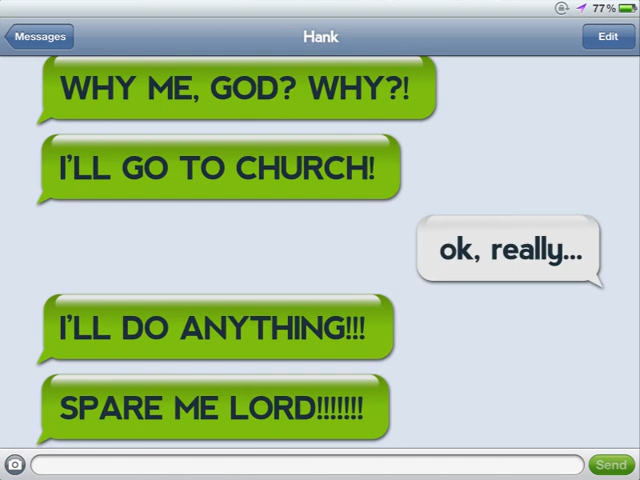 77%
Messages
Hank
Edit
WHY ME, GOD? WHY?!
I'LL GO TO CHURCH!
ok, really...
I'LL DO ANYTHING!!!
SPARE ME LORD!!!!!!!
Send